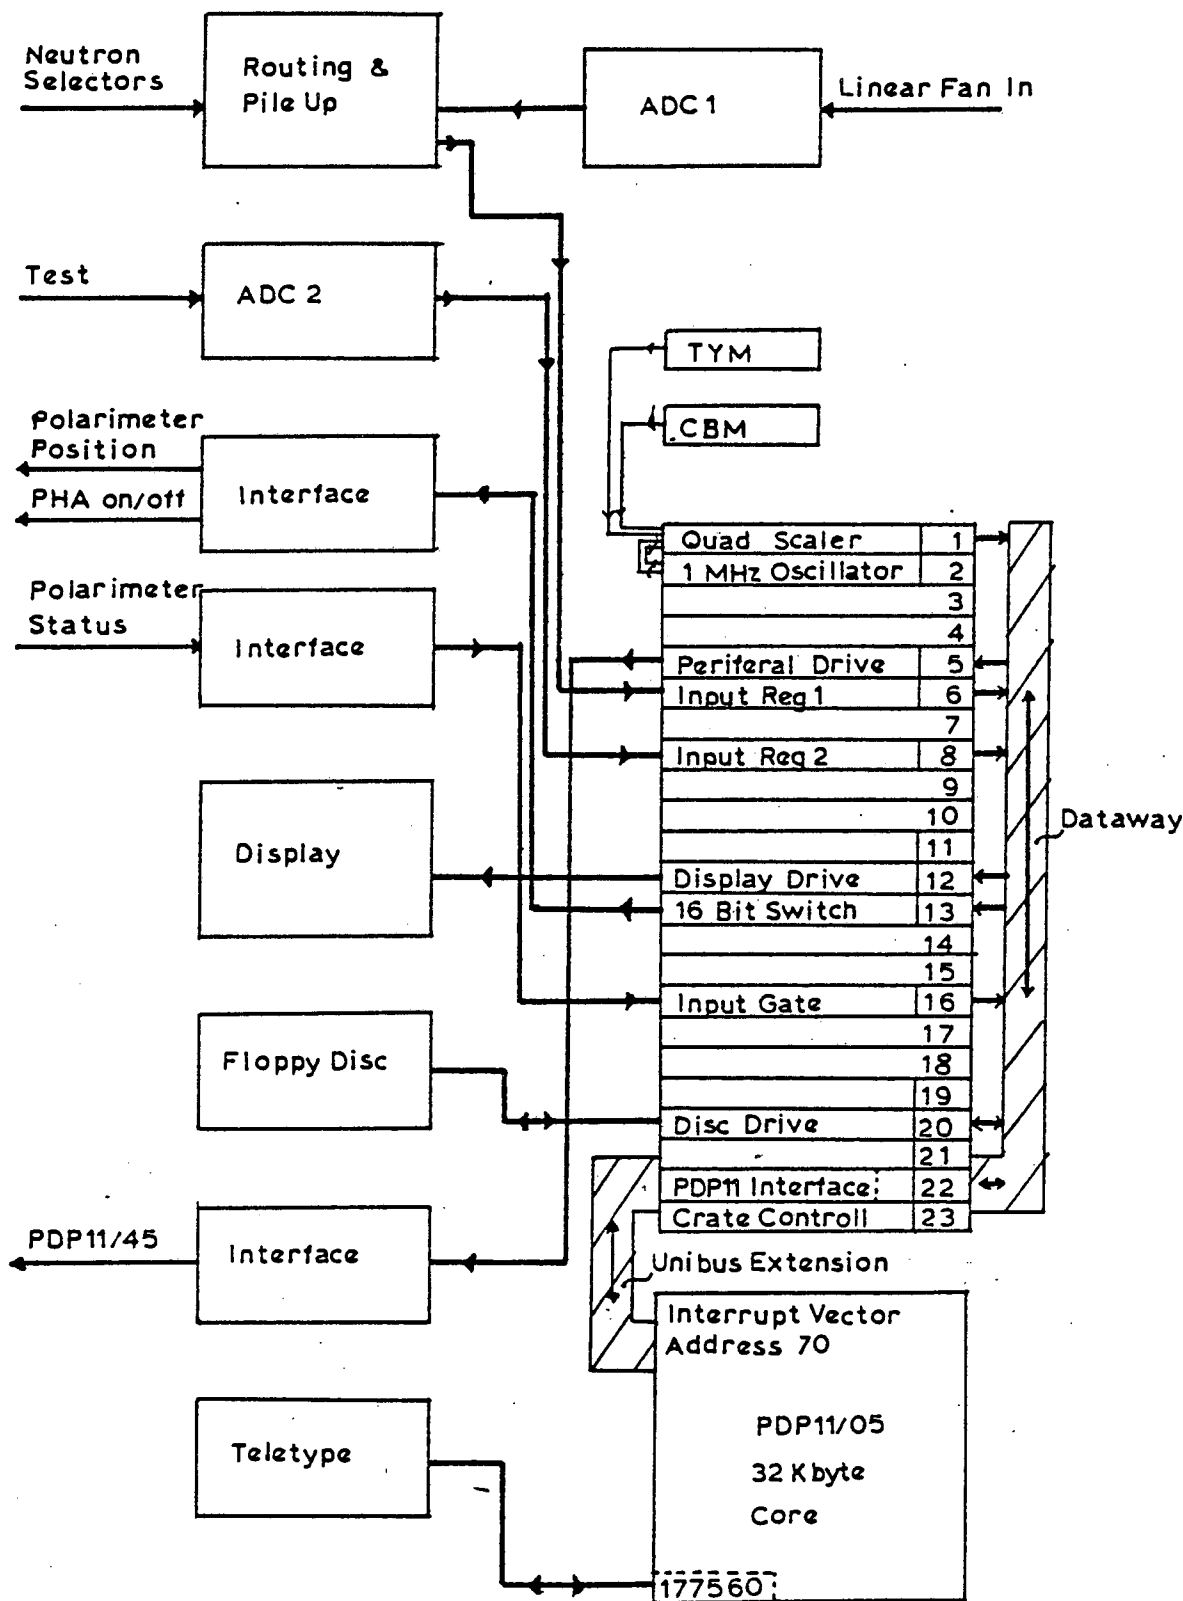 Neutron
Selectors
Routing &
Pile Up
ADC 1
Linear Fan In
Test
ADC 2
TYM
CBM
Polarimeter
Position
PHA on/off
Interface
Polarimeter
Status
Interface
Quad Scaler 1
1 MHz Oscillator 2
3
4
Periferal Drive 5
Input Reg 1 6
7
Input Reg 2 8
9
10
11
Display Drive 12
16 Bit Switch 13
14
15
Input Gate 16
17
18
19
Disc Drive 20
21
PDP11 Interface 22
Crate Controll 23
Dataway
Display
Floppy Disc
PDP11/45
Interface
Unibus Extension
Interrupt Vector
Address 70
PDP11/05
32 Kbyte
Core
177560
Teletype